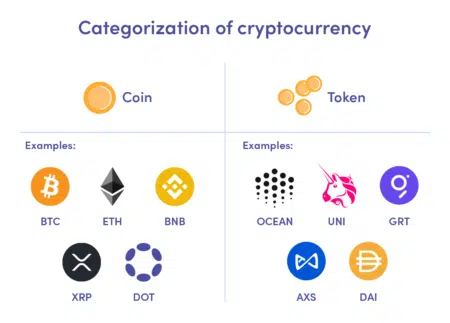 Categorization of cryptocurrency
Coin
Token
Examples:
BTC
ETH
BNB
XRP
DOT
Examples:
OCEAN
UNI
GRT
AXS
DAI